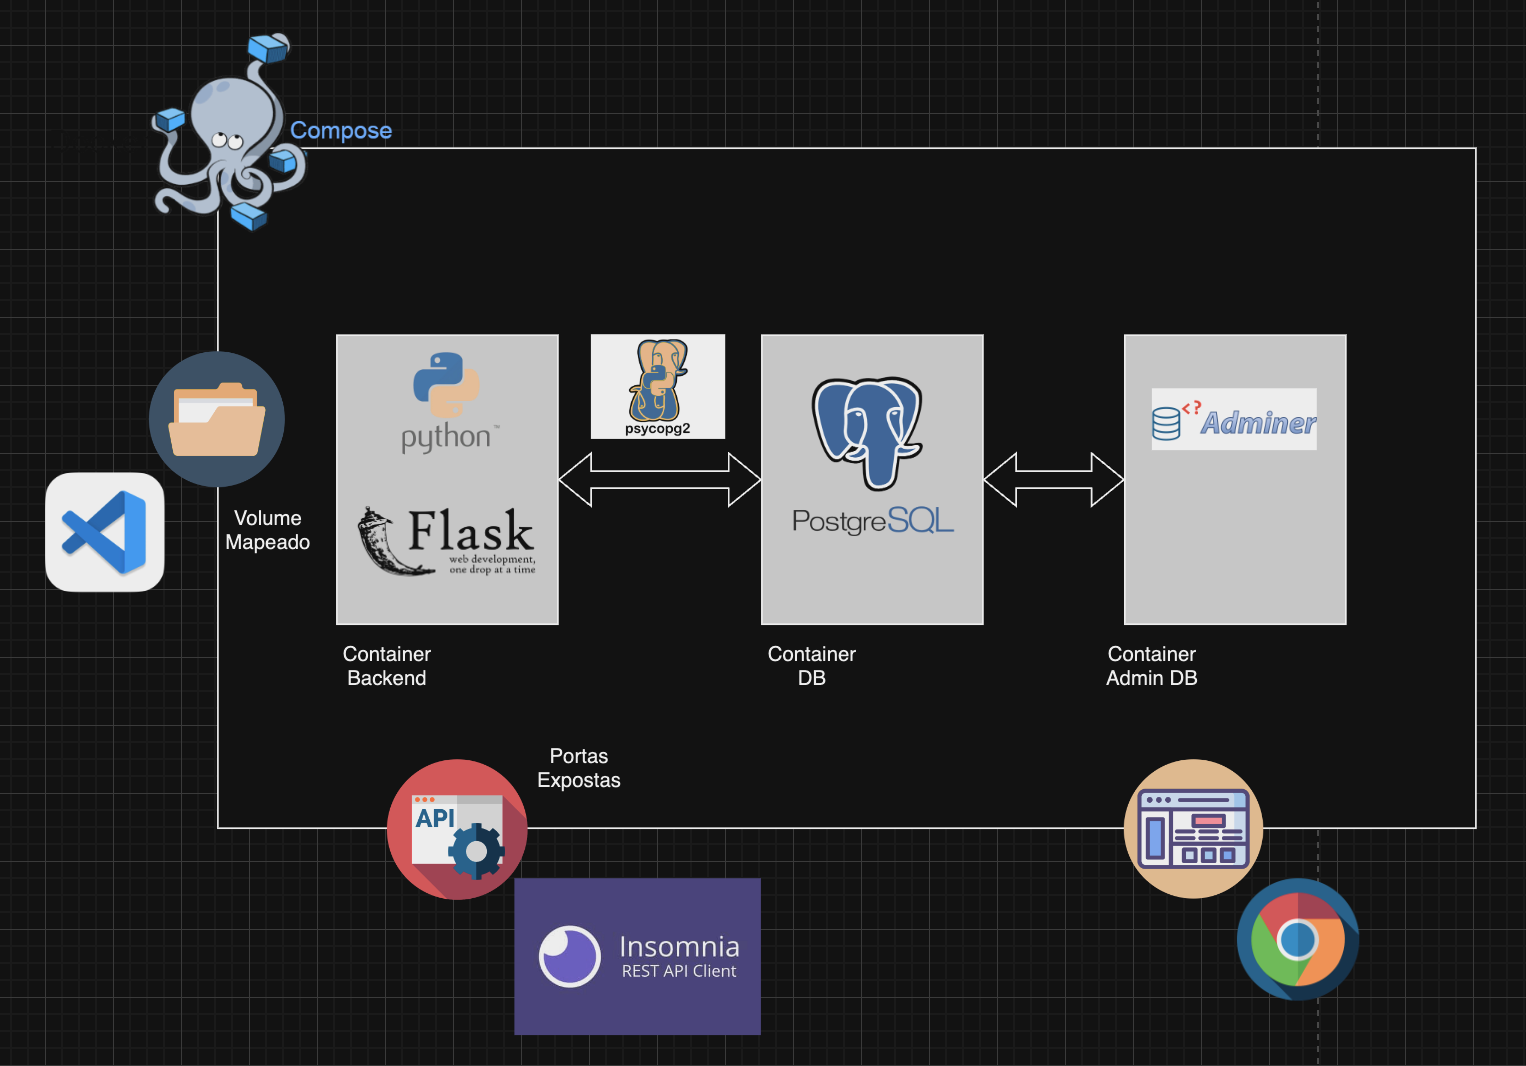 Compose
python™
Flask
web development,
one drop at a time
psycopg2
PostgreSQL
<? Adminer
Volume
Mapeado
Container
Backend
Container
DB
Container
Admin DB
Portas
Expostas
API
Insomnia
REST API Client